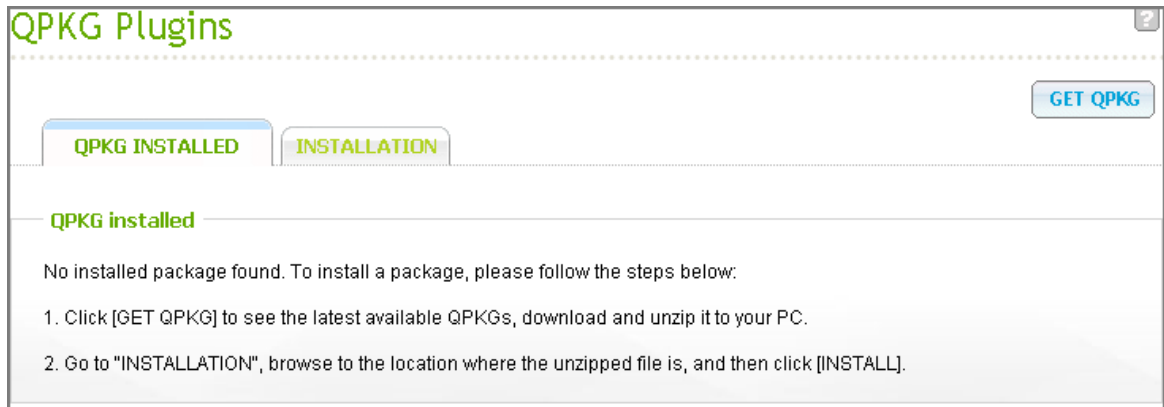 QPKG Plugins
?
GET QPKG
QPKG INSTALLED
INSTALLATION
QPKG installed
No installed package found. To install a package, please follow the steps below:
1. Click [GET QPKG] to see the latest available QPKGs, download and unzip it to your PC.
2. Go to "INSTALLATION", browse to the location where the unzipped file is, and then click [INSTALL].